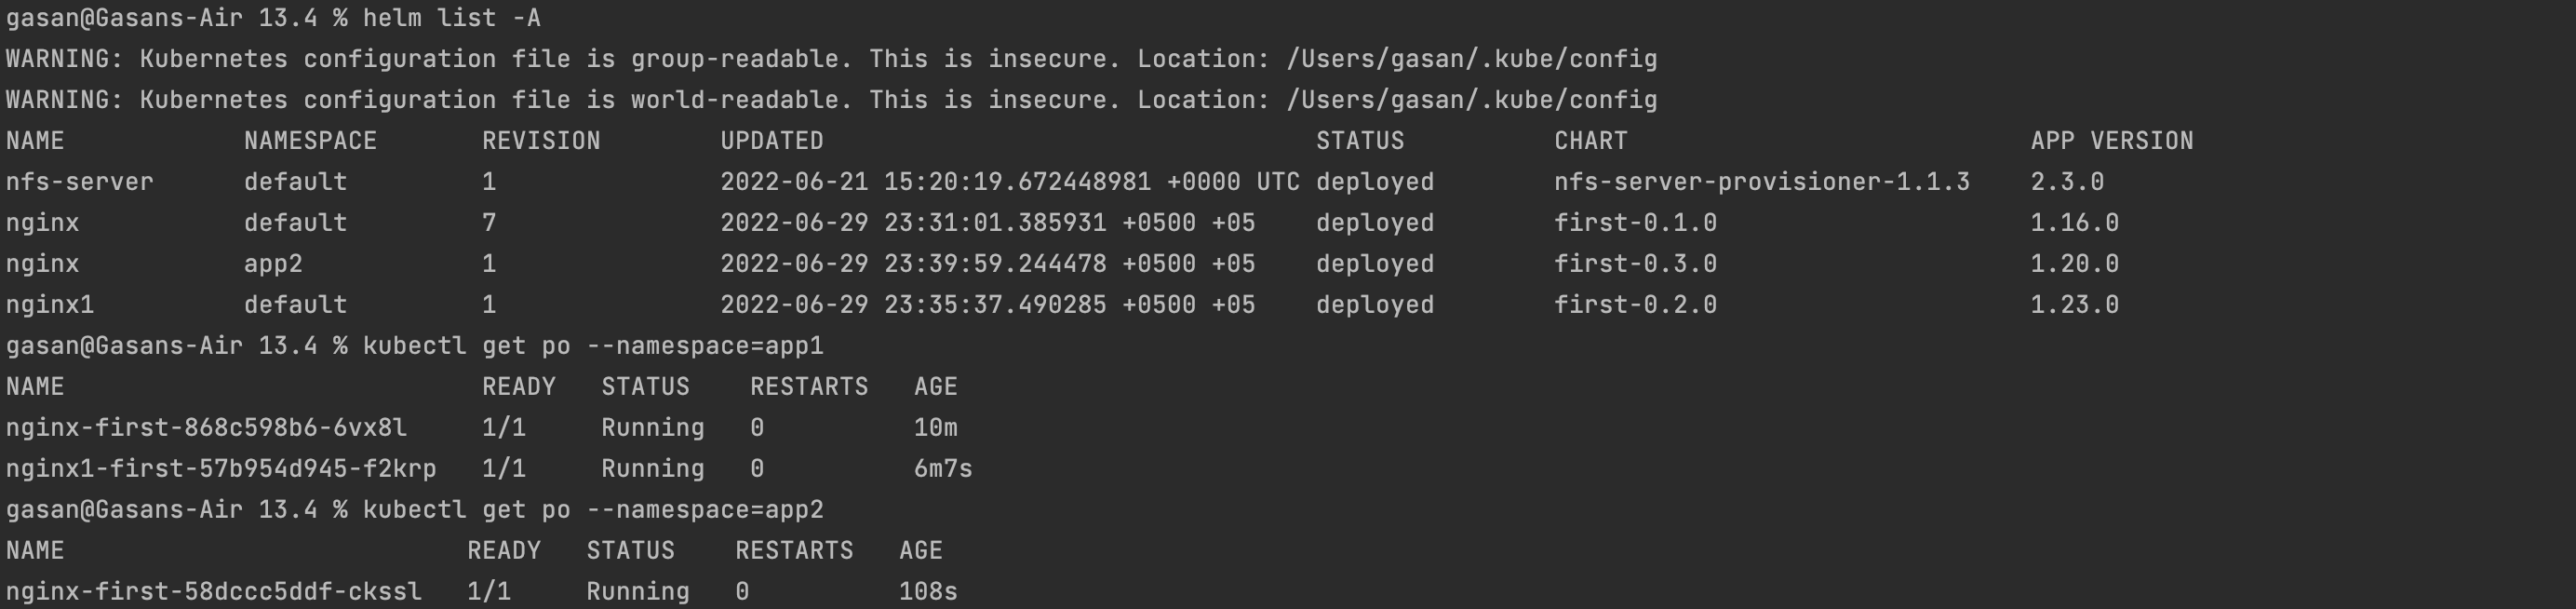 gasan@Gasans-Air 13.4 % helm list -A
WARNING: Kubernetes configuration file is group-readable. This is insecure. Location: /Users/gasan/.kube/config
WARNING: Kubernetes configuration file is world-readable. This is insecure. Location: /Users/gasan/.kube/config
NAME NAMESPACE REVISION UPDATED STATUS CHART APP VERSION
nfs-server default 1 2022-06-21 15:20:19.672448981 +0000 UTC deployed nfs-server-provisioner-1.1.3 2.3.0
nginx default 7 2022-06-29 23:31:01.385931 +0500 +05 deployed first-0.1.0 1.16.0
nginx app2 1 2022-06-29 23:39:59.244478 +0500 +05 deployed first-0.3.0 1.20.0
nginx1 default 1 2022-06-29 23:35:37.490285 +0500 +05 deployed first-0.2.0 1.23.0
gasan@Gasans-Air 13.4 % kubectl get po --namespace=app1
NAME READY STATUS RESTARTS AGE
nginx-first-868c598b6-6vx8l 1/1 Running 0 10m
nginx1-first-57b954d945-f2krp 1/1 Running 0 6m7s
gasan@Gasans-Air 13.4 % kubectl get po --namespace=app2
NAME READY STATUS RESTARTS AGE
nginx-first-58dccc5ddf-ckssl 1/1 Running 0 108s